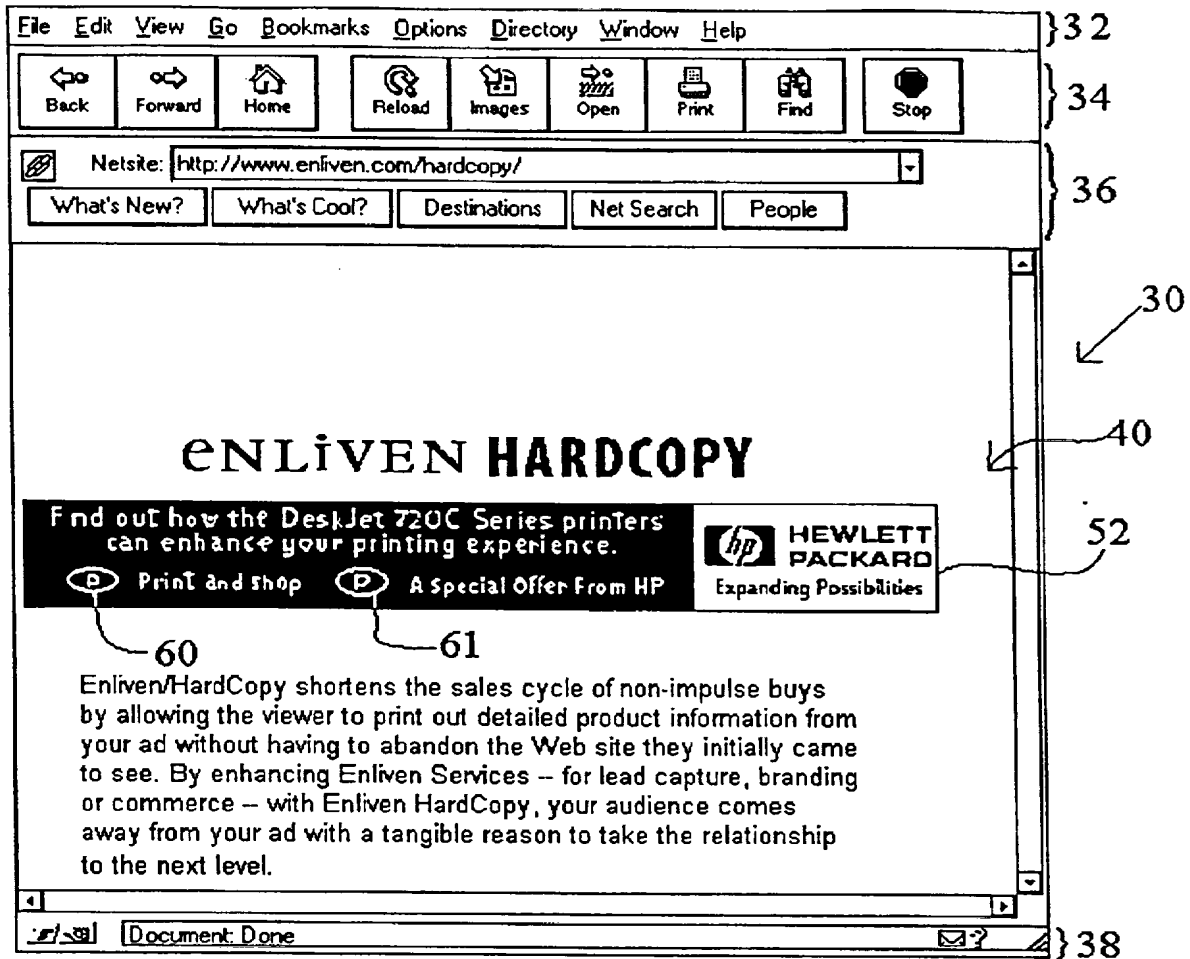 File Edit View Go Bookmarks Options Directory Window Help
32
Back Forward Home Reload Images Open Print Find Stop
34
Netsite: http://www.enliven.com/hardcopy/
36
What's New? What's Cool? Destinations Net Search People
30
eNLiVEN HARDCOPY
40
Find out how the DeskJet 720C Series printers
can enhance your printing experience.
P Print and shop P A Special Offer From HP
hp HEWLETT
PACKARD
Expanding Possibilities
52
60
61
Enliven/HardCopy shortens the sales cycle of non-impulse buys
by allowing the viewer to print out detailed product information from
your ad without having to abandon the Web site they initially came
to see. By enhancing Enliven Services – for lead capture, branding
or commerce – with Enliven HardCopy, your audience comes
away from your ad with a tangible reason to take the relationship
to the next level.
Document: Done
?
38